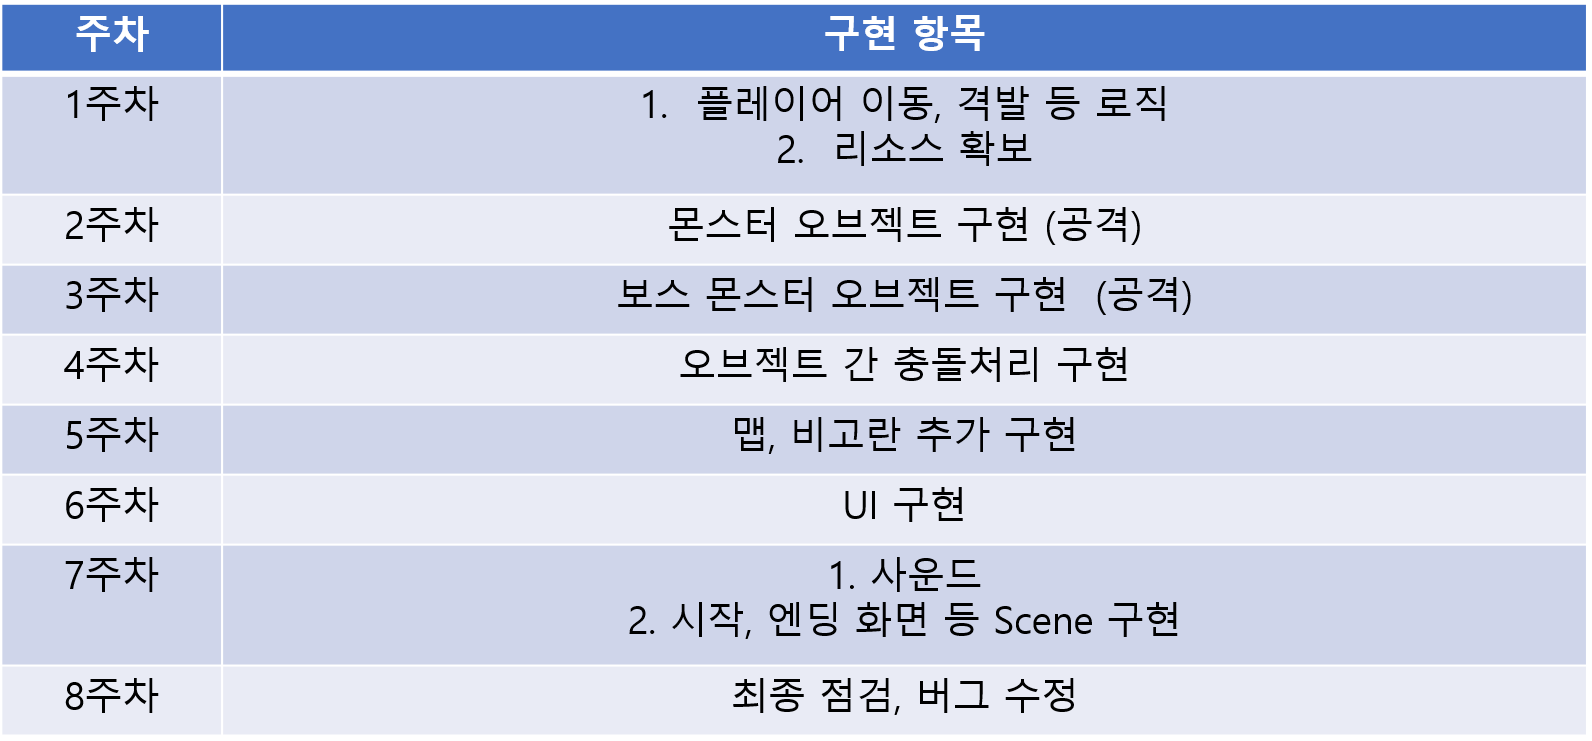 주차 구현 항목
1주차 1. 플레이어 이동, 격발 등 로직
2. 리소스 확보
2주차 몬스터 오브젝트 구현 (공격)
3주차 보스 몬스터 오브젝트 구현 (공격)
4주차 오브젝트 간 충돌처리 구현
5주차 맵, 비고란 추가 구현
6주차 UI 구현
7주차 1. 사운드
2. 시작, 엔딩 화면 등 Scene 구현
8주차 최종 점검, 버그 수정